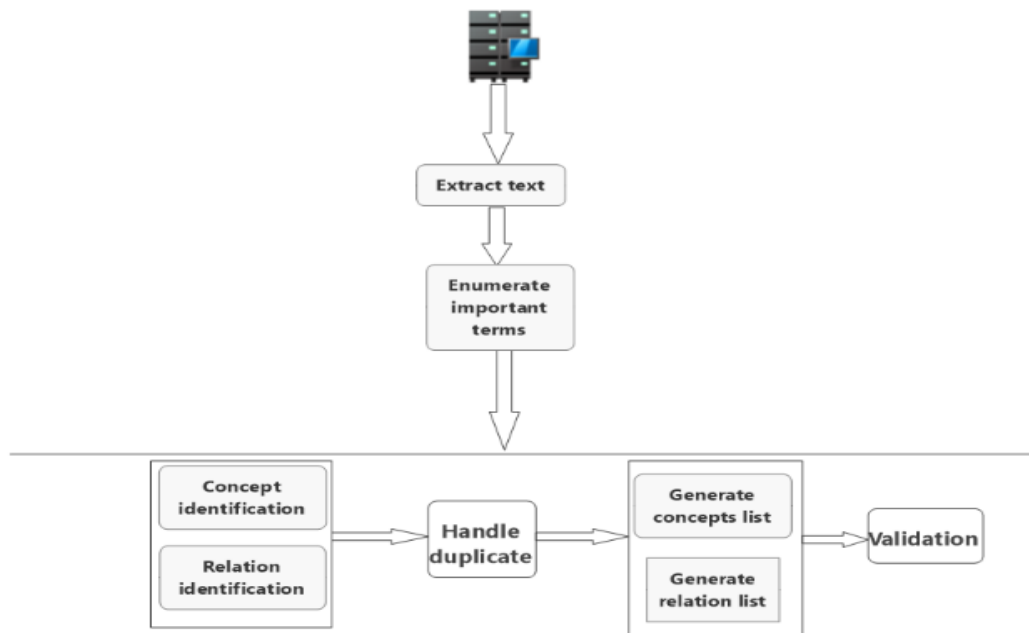 Extract text
Enumerate
important
terms
Concept
identification
Relation
identification
Handle
duplicate
Generate
concepts list
Generate
relation list
Validation